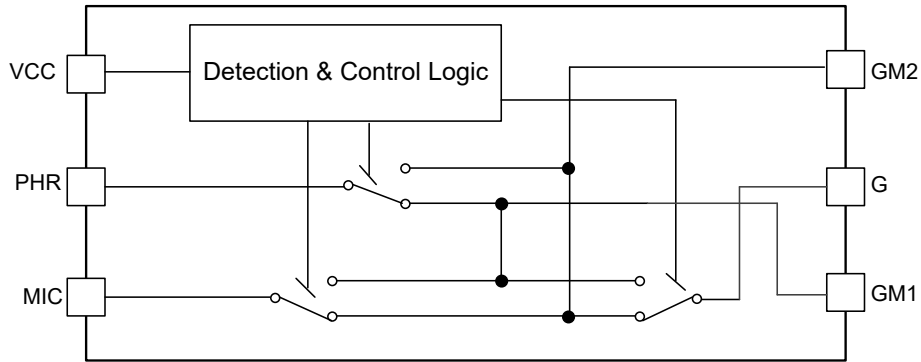 VCC
Detection & Control Logic
GM2
PHR
G
MIC
GM1